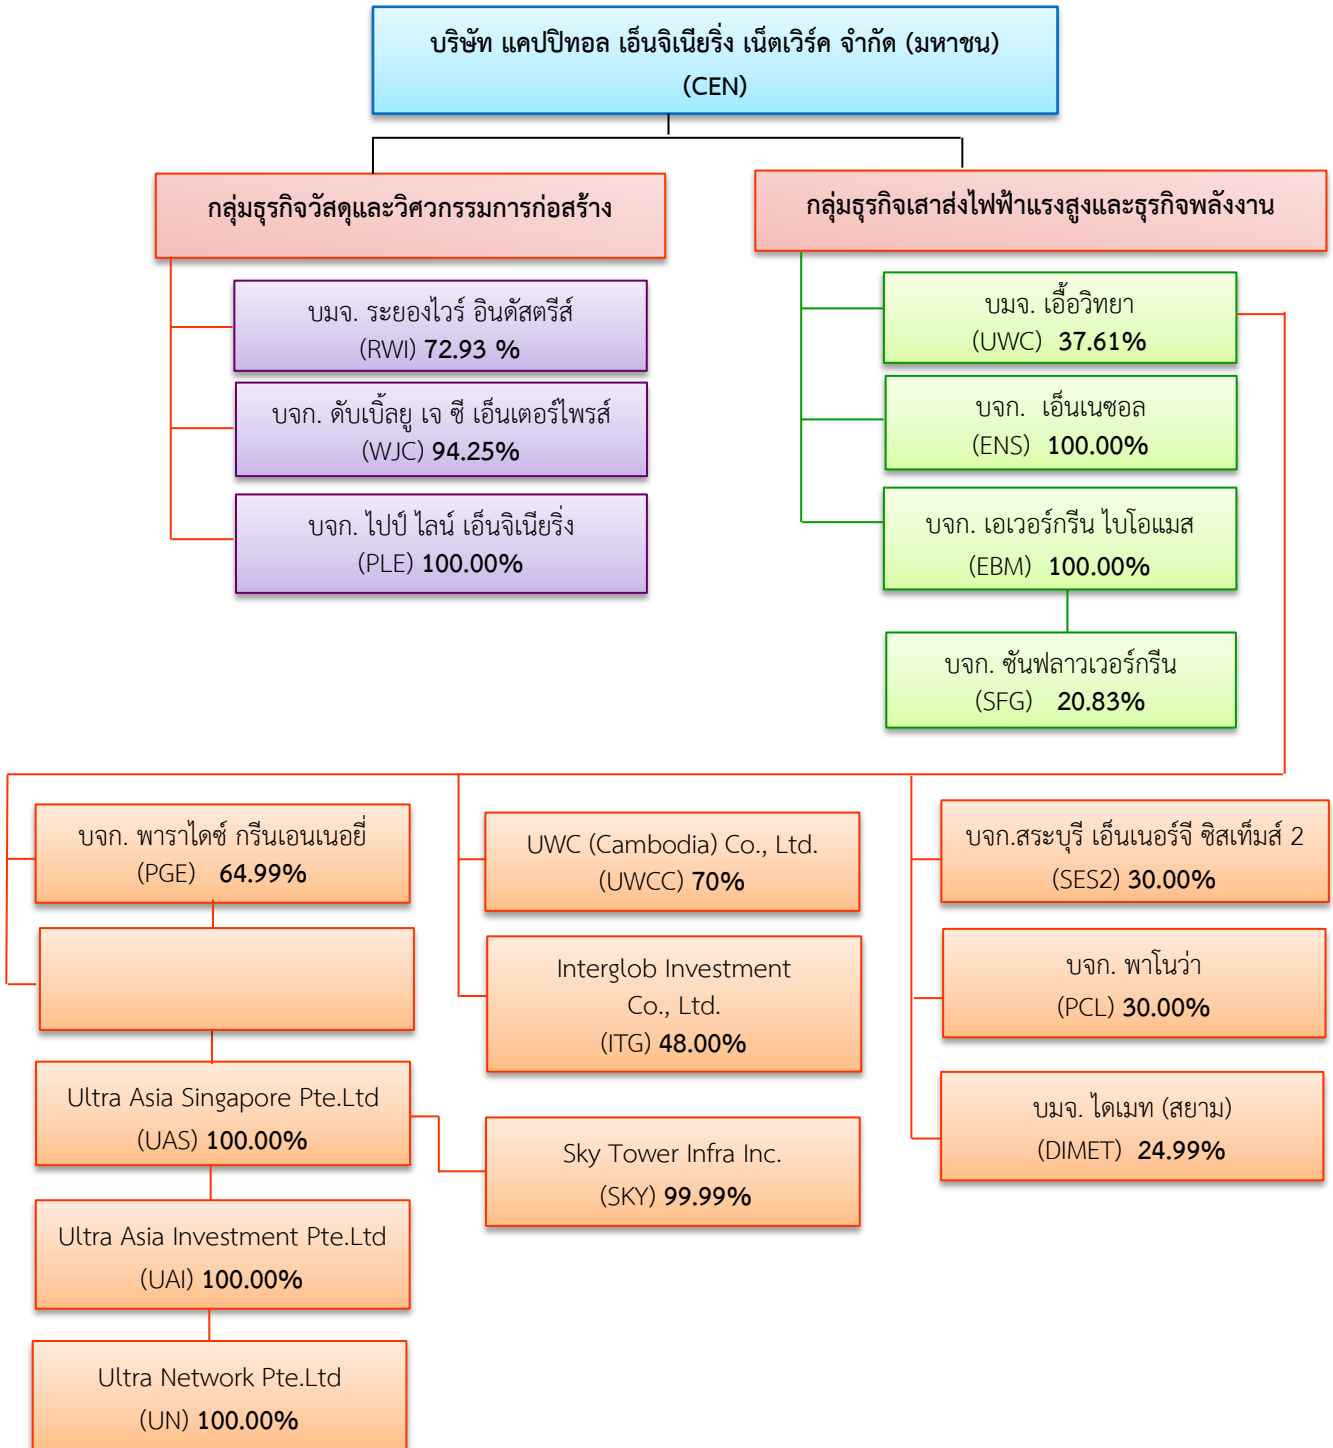 บริษัท แคปปิทอล เอ็นจิเนียริ่ง เน็ตเวิร์ค จำกัด (มหาชน)
(CEN)
กลุ่มธุรกิจวัสดุและวิศวกรรมการก่อสร้าง
กลุ่มธุรกิจเสาส่งไฟฟ้าแรงสูงและธุรกิจพลังงาน
บมจ. ระยองไวร์ อินดัสตรีส์
(RWI) 72.93 %
บจก. ดับเบิ้ลยู เจ ซี เอ็นเตอร์ไพรส์
(WJC) 94.25%
บจก. ไปป์ ไลน์ เอ็นจิเนียริ่ง
(PLE) 100.00%
บมจ. เอื้อวิทยา
(UWC) 37.61%
บจก. เอ็นเนซอล
(ENS) 100.00%
บจก. เอเวอร์กรีน ไบโอแมส
(EBM) 100.00%
บจก. ซันฟลาวเวอร์กรีน
(SFG) 20.83%
บจก. พาราไดซ์ กรีนเอนเนอยี่
(PGE) 64.99%
Ultra Asia Singapore Pte.Ltd
(UAS) 100.00%
Ultra Asia Investment Pte.Ltd
(UAI) 100.00%
Ultra Network Pte.Ltd
(UN) 100.00%
UWC (Cambodia) Co., Ltd.
(UWCC) 70%
Interglob Investment
Co., Ltd.
(ITG) 48.00%
Sky Tower Infra Inc.
(SKY) 99.99%
บจก.สระบุรี เอ็นเนอร์จี ซิสเท็มส์ 2
(SES2) 30.00%
บจก. พาโนว่า
(PCL) 30.00%
บมจ. ไดเมท (สยาม)
(DIMET) 24.99%